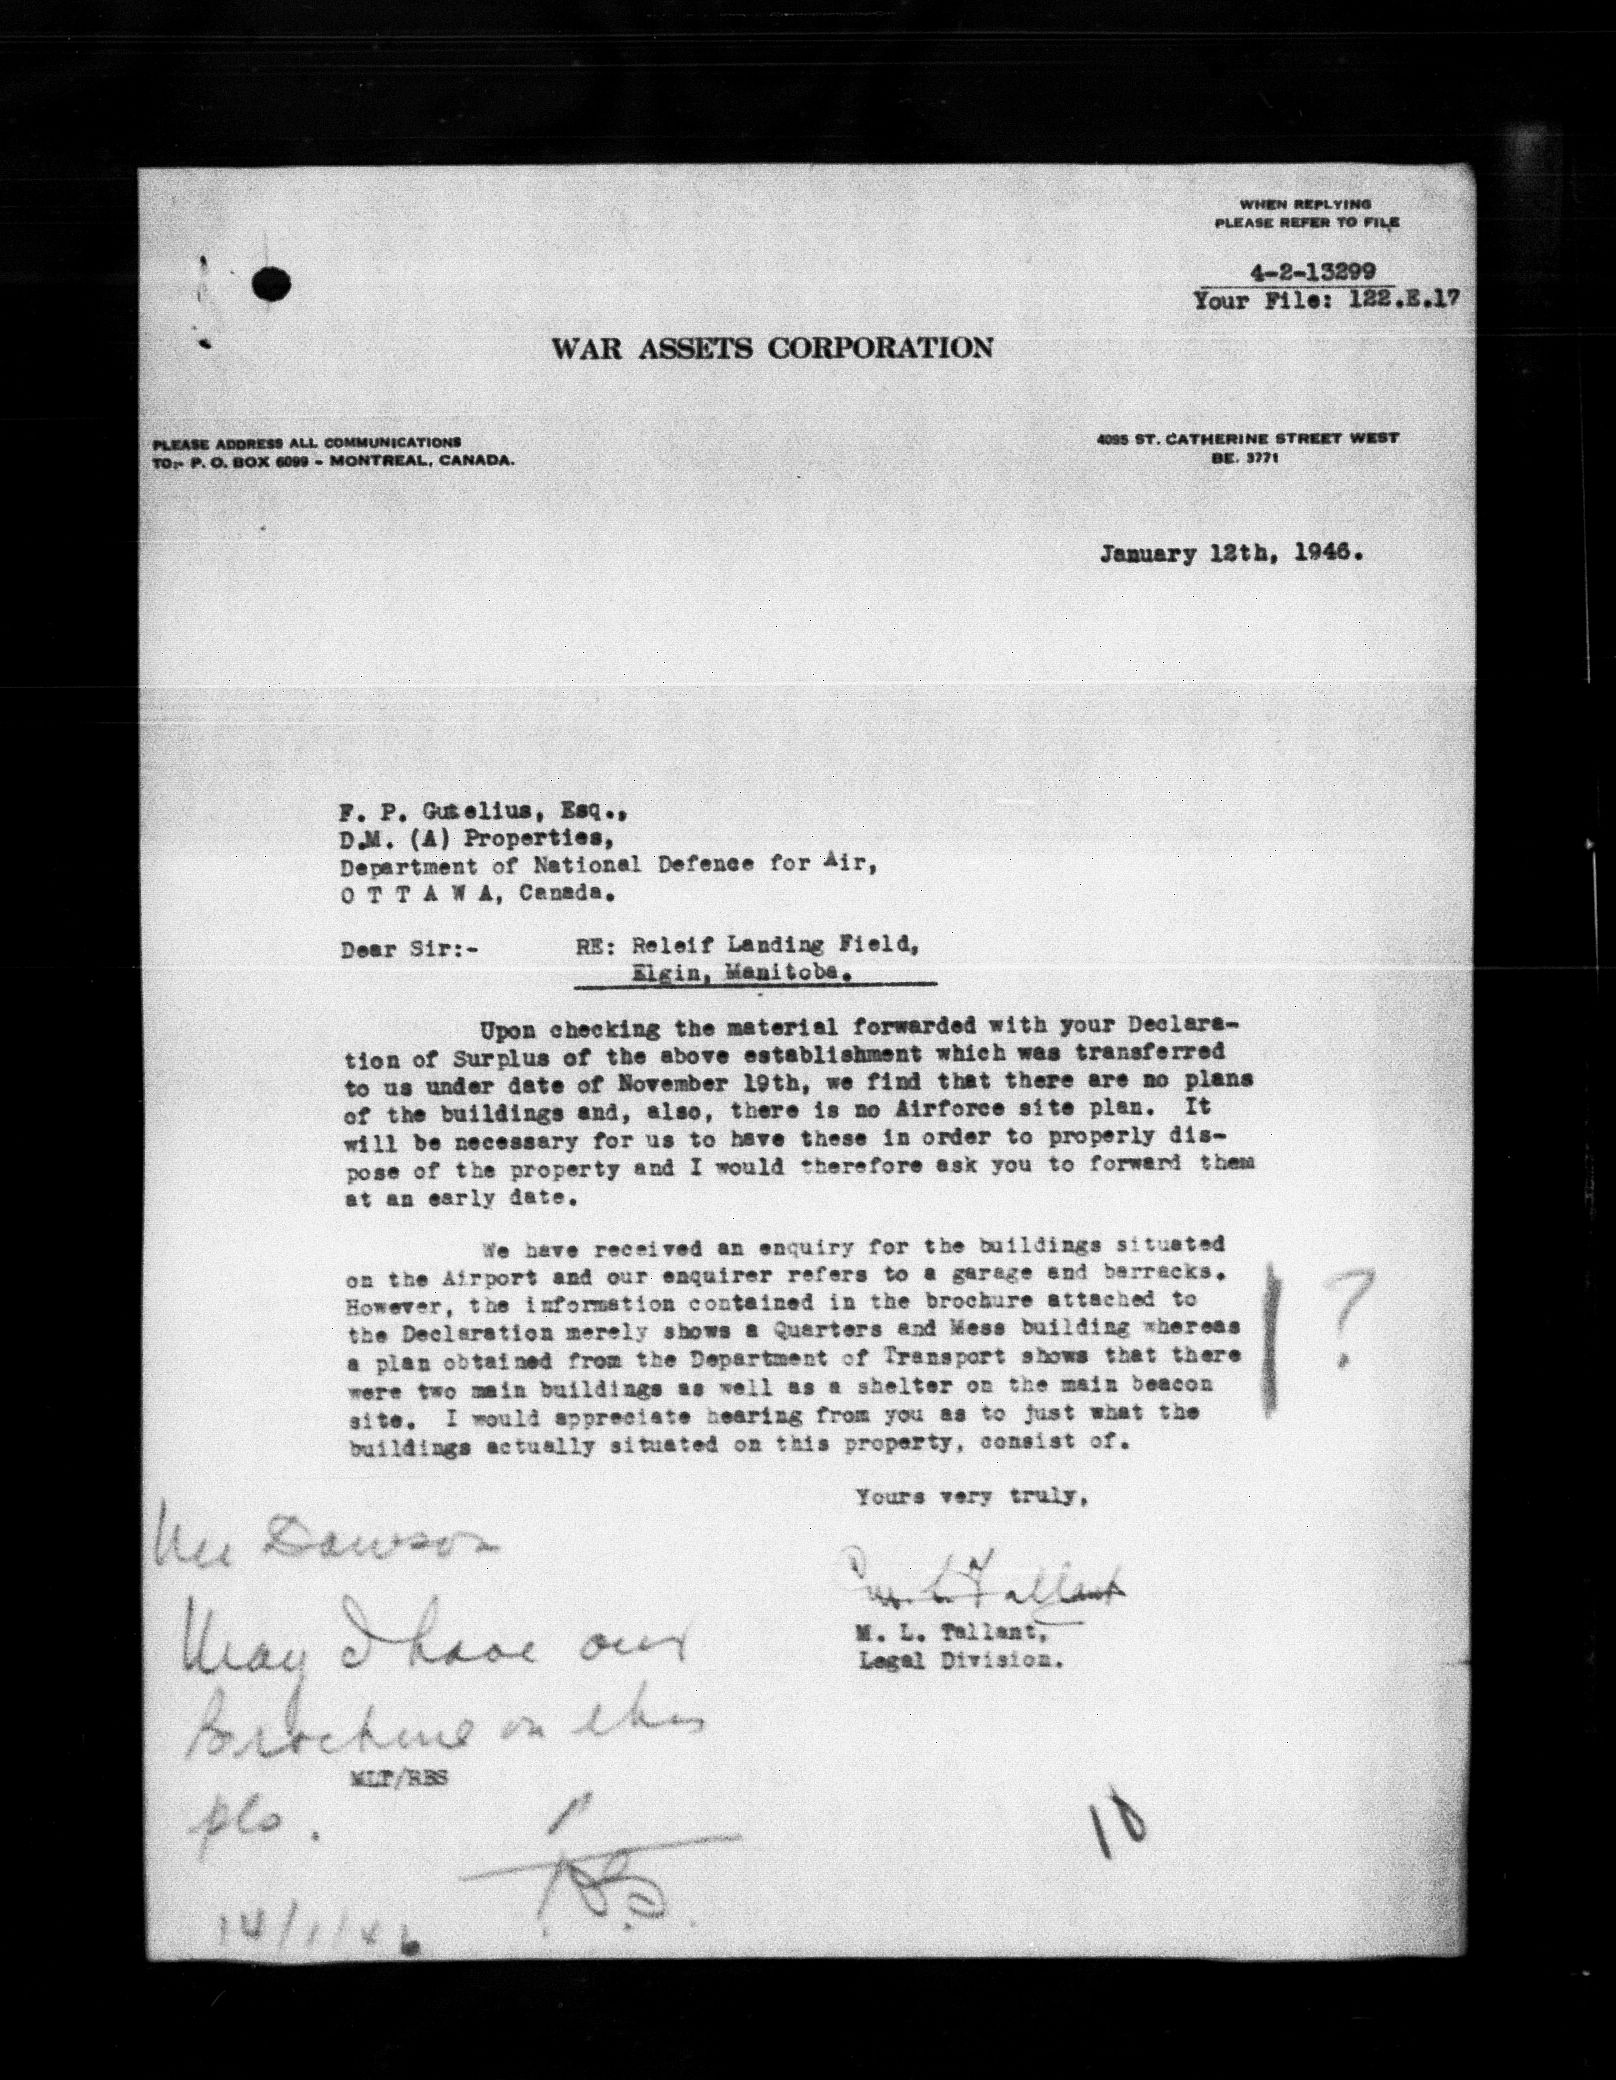 WHEN REPLYING
PLEASE REFER TO FILE
4-2-13299
Your File: 122.E.17
WAR ASSETS CORPORATION
PLEASE ADDRESS ALL COMMUNICATIONS
TO:- P. O. BOX 6099 - MONTREAL, CANADA.
4095 ST. CATHERINE STREET WEST
BE. 3771
January 12th, 1946.
F. P. Gutelius, Esq.,
D.M. (A) Properties,
Department of National Defence for Air,
O T T A W A, Canada.
Dear Sir:- RE: Releif Landing Field,
Elgin, Manitoba.
Upon checking the material forwarded with your Declara-
tion of Surplus of the above establishment which was transferred
to us under date of November 19th, we find that there are no plans
of the buildings and, also, there is no Airforce site plan. It
will be necessary for us to have these in order to properly dis-
pose of the property and I would therefore ask you to forward them
at an early date.
We have received an enquiry for the buildings situated
on the Airport and our enquirer refers to a garage and barracks.
However, the information contained in the brochure attached to
the Declaration merely shows a Quarters and Mess building whereas
a plan obtained from the Department of Transport shows that there
were two main buildings as well as a shelter on the main beacon
site. I would appreciate hearing from you as to just what the
buildings actually situated on this property, consist of.
?
Yours very truly,
M. L. Tallant
M. L. Tallant,
Legal Division.
Mr Dawson
May I have our
Brochure on this
MLT/RBS
pls.
10
14/1/46